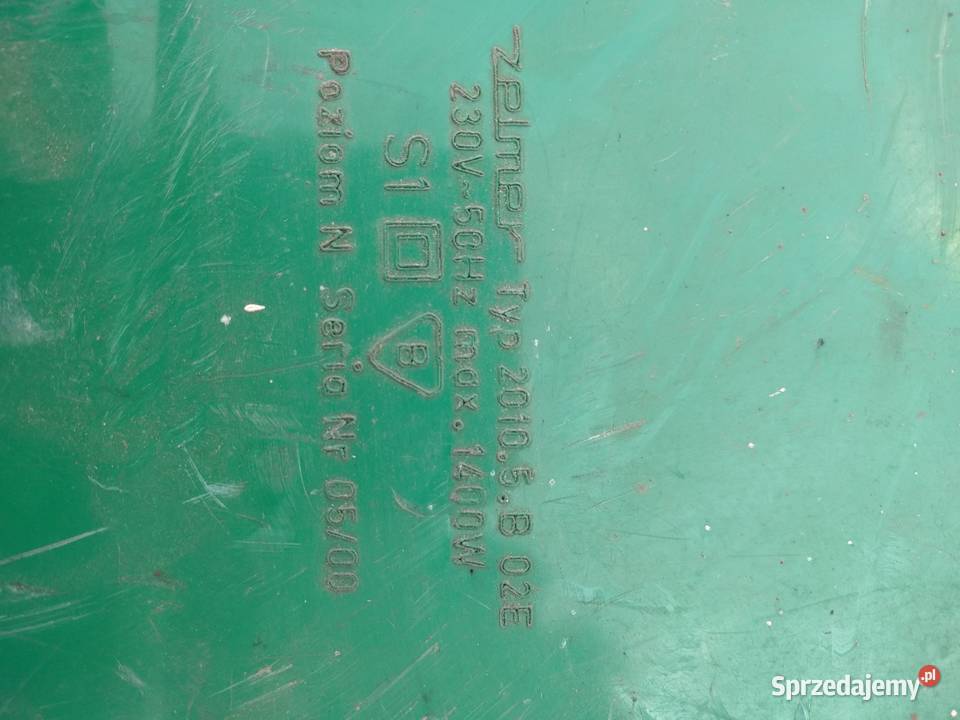 zelmer Typ 2010.5.B 02E
230V~50Hz max. 1400W
S1 B
Poziom N Seria Nr 05/00
Sprzedajemy.pl